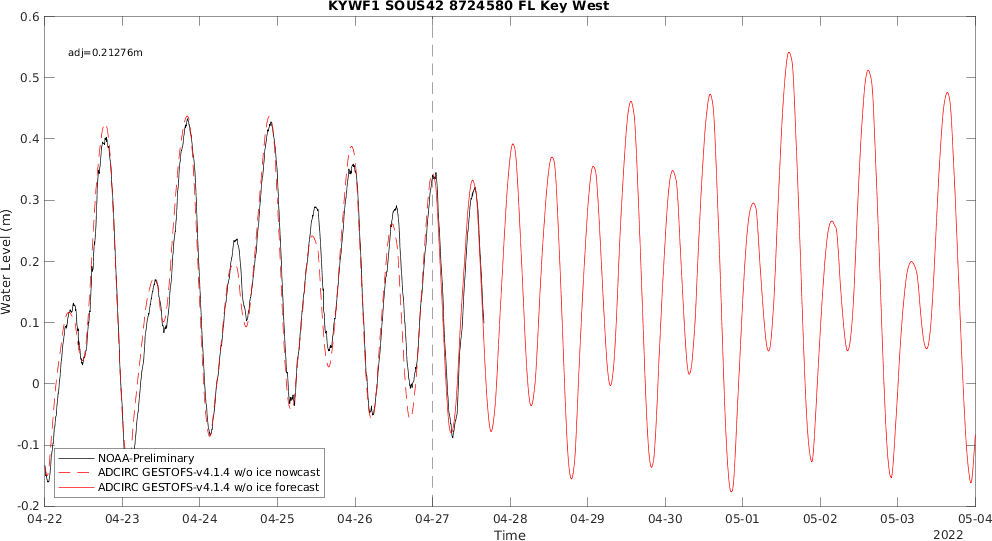 KYWF1 SOUS42 8724580 FL Key West
adj=0.21276m
Water Level (m)
0.6
0.5
0.4
0.3
0.2
0.1
0
-0.1
-0.2
NOAA-Preliminary
ADCIRC GESTOFS-v4.1.4 w/o ice nowcast
ADCIRC GESTOFS-v4.1.4 w/o ice forecast
04-22 04-23 04-24 04-25 04-26 04-27 04-28 04-29 04-30 05-01 05-02 05-03 05-04
Time
2022